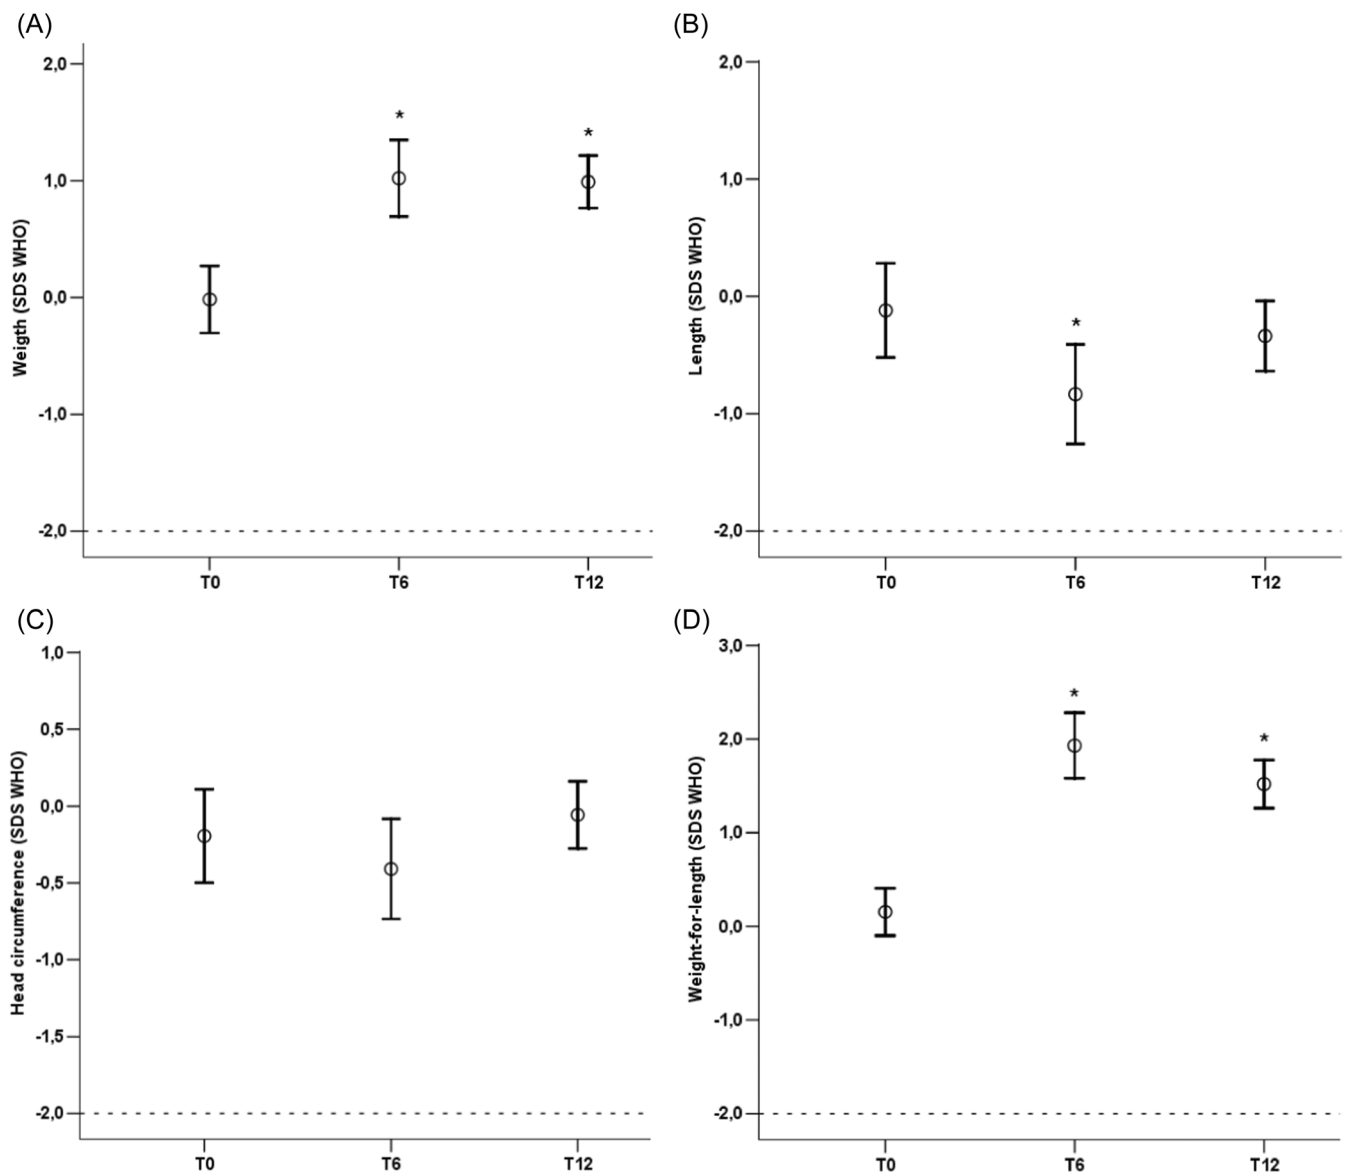 (A)
2,0
1,0
0,0
-1,0
-2,0
Weigth (SDS WHO)
*
*
T0 T6 T12
(B)
2,0
1,0
0,0
-1,0
-2,0
Length (SDS WHO)
*
T0 T6 T12
(C)
1,0
0,5
0,0
-0,5
-1,0
-1,5
-2,0
Head circumference (SDS WHO)
T0 T6 T12
(D)
3,0
2,0
1,0
0,0
-1,0
-2,0
Weight-for-length (SDS WHO)
*
*
T0 T6 T12